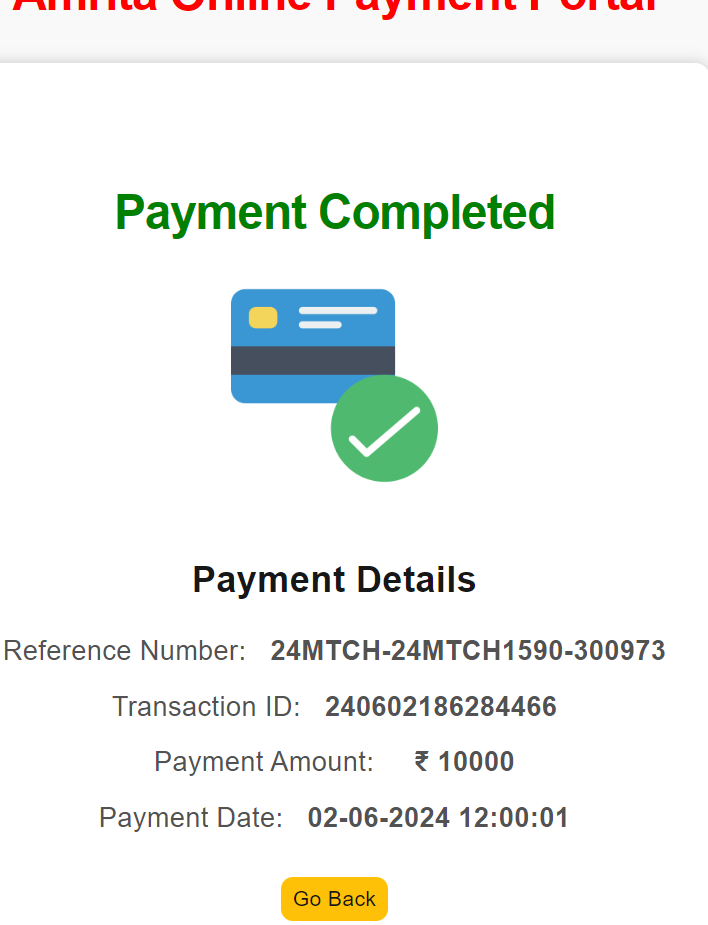 Amrita Online Payment Portal
Payment Completed
Payment Details
Reference Number: 24MTCH-24MTCH1590-300973
Transaction ID: 240602186284466
Payment Amount: ₹ 10000
Payment Date: 02-06-2024 12:00:01
Go Back